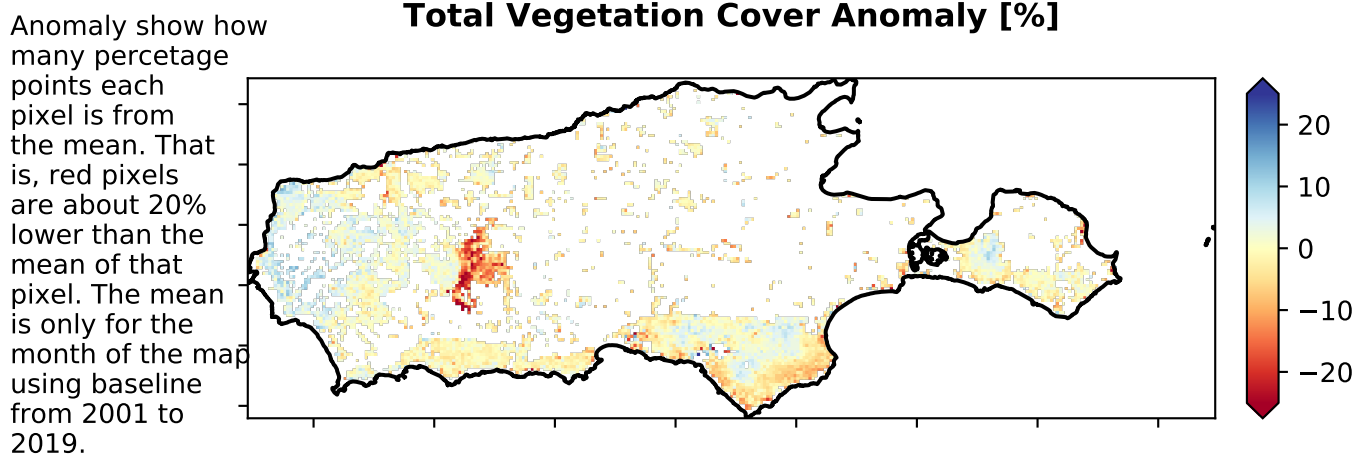 Total Vegetation Cover Anomaly [%]
Anomaly show how
many percetage
points each
pixel is from
the mean. That
is, red pixels
are about 20%
lower than the
mean of that
pixel. The mean
is only for the
month of the map
using baseline
from 2001 to
2019.
20
10
0
−10
−20